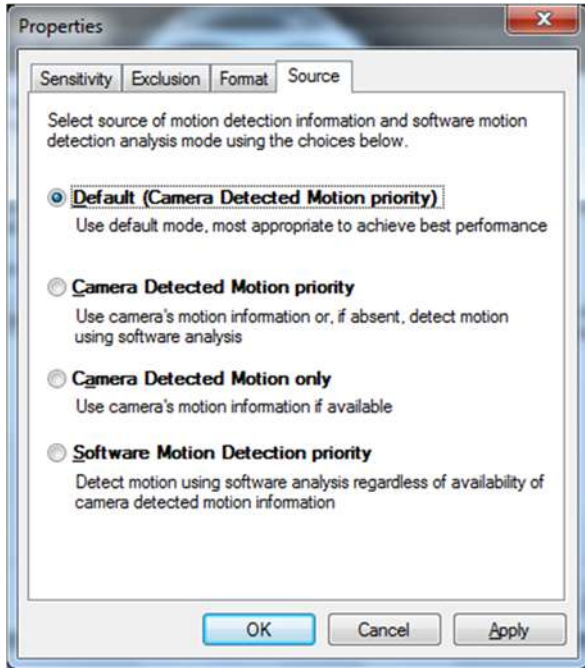 Properties
Sensitivity Exclusion Format Source
Select source of motion detection information and software motion
detection analysis mode using the choices below.
Default (Camera Detected Motion priority)
Use default mode, most appropriate to achieve best performance
Camera Detected Motion priority
Use camera's motion information or, if absent, detect motion
using software analysis
Camera Detected Motion only
Use camera's motion information if available
Software Motion Detection priority
Detect motion using software analysis regardless of availability of
camera detected motion information
OK Cancel Apply